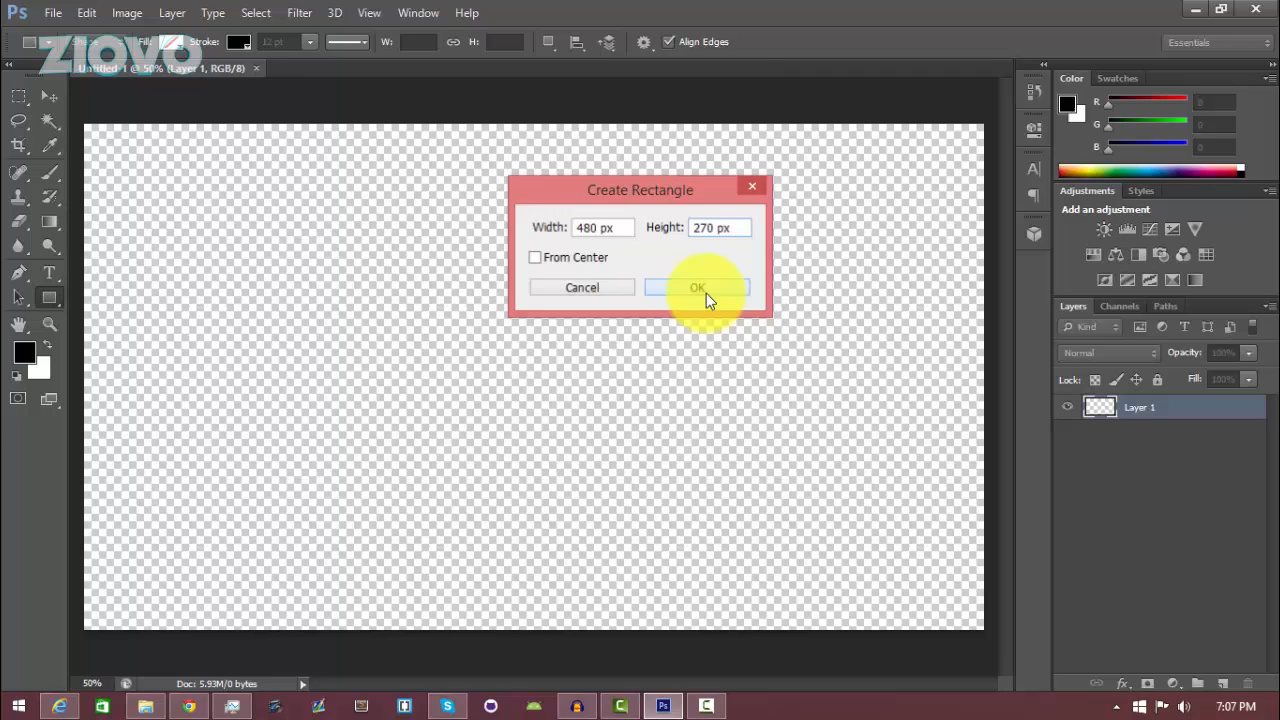 Ps File Edit Image Layer Type Select Filter 3D View Window Help
Shape Fill: Stroke: 12 pt W: H: Align Edges Essentials
ZIOVO
Untitled-1 @ 50% (Layer 1, RGB/8) ×
Color Swatches
R 0
G 0
B 0
Adjustments Styles
Add an adjustment
Create Rectangle
Width: 480 px Height: 270 px
From Center
Cancel OK
Layers Channels Paths
Kind
Normal Opacity: 100%
Lock: Fill: 100%
Layer 1
50% Doc: 5.93M/0 bytes
7:07 PM